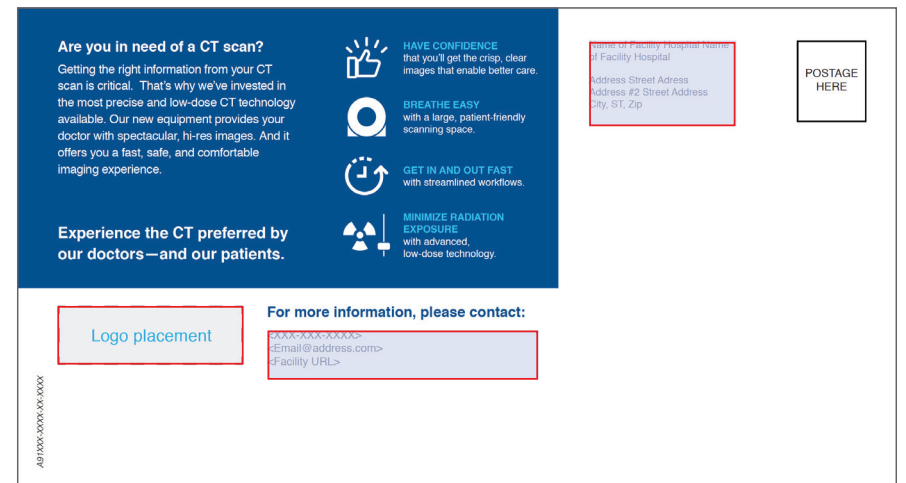 Are you in need of a CT scan?
Getting the right information from your CT
scan is critical.  That's why we've invested in
the most precise and low-dose CT technology
available. Our new equipment provides your
doctor with spectacular, hi-res images. And it
offers you a fast, safe, and comfortable
imaging experience.
Experience the CT preferred by
our doctors—and our patients.
HAVE CONFIDENCE
that you'll get the crisp, clear
images that enable better care.
BREATHE EASY
with a large, patient-friendly
scanning space.
GET IN AND OUT FAST
with streamlined workflows.
MINIMIZE RADIATION
EXPOSURE
with advanced,
low-dose technology.
Name of Facility Hospital Name
of Facility Hospital
Address Street Adress
Address #2 Street Address
City, ST, Zip
POSTAGE
HERE
Logo placement
For more information, please contact:
<XXX-XXX-XXXX>
<Email@address.com>
<Facility URL>
A91XXX-XXXX-XX-XXXX